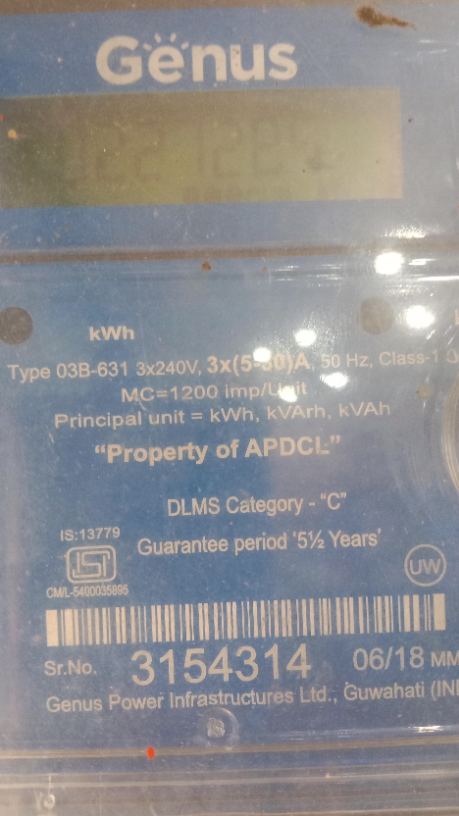 Genus
kWh
Type 03B-631 3x240V, 3x(5-30)A, 50 Hz, Class-1
MC=1200 imp/Unit
Principal unit = kWh, kVArh, kVAh
“Property of APDCL”
DLMS Category - “C”
IS:13779
Guarantee period '5½ Years'
ISI
UW
CM/L-5400035895
Sr.No. 3154314 06/18 MM
Genus Power Infrastructures Ltd., Guwahati (IN